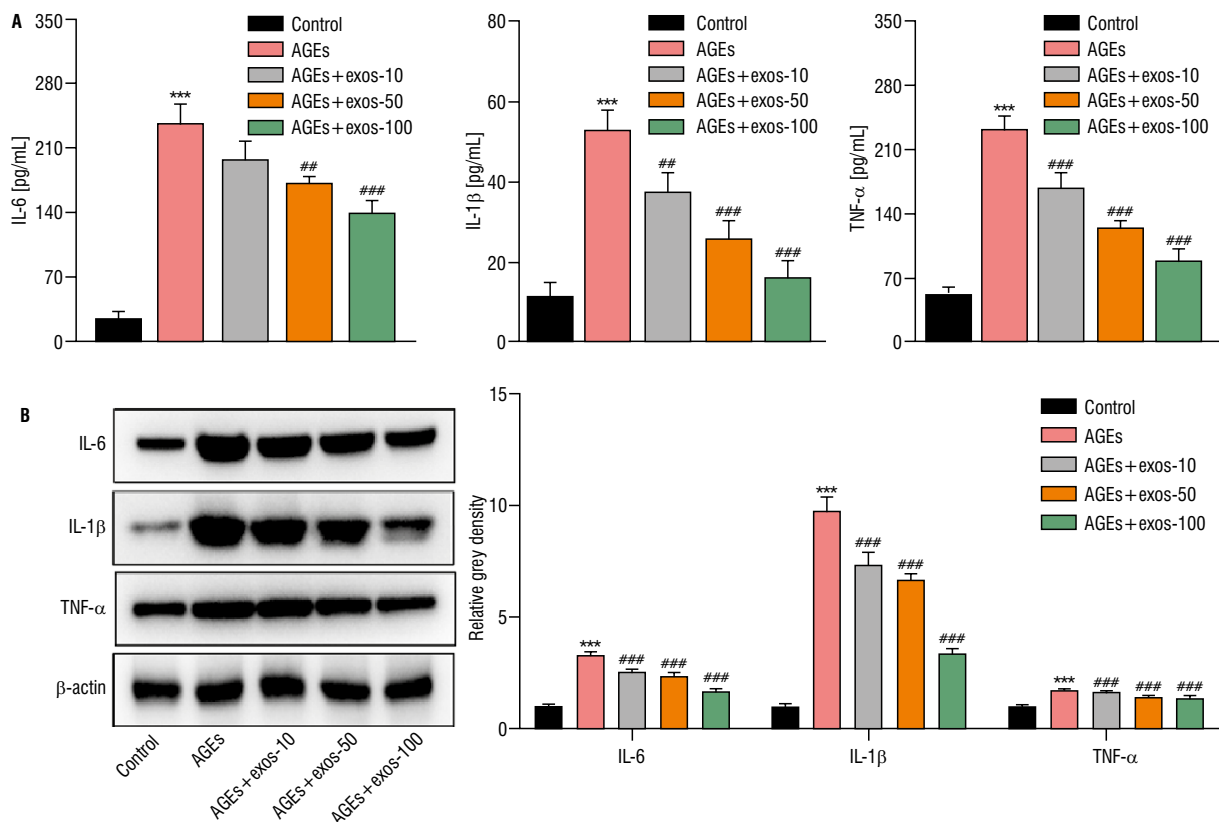 A
IL-6 [pg/mL]
350
280
210
140
70
0
***
##
###
Control
AGEs
AGEs+exos-10
AGEs+exos-50
AGEs+exos-100
IL-1β [pg/mL]
80
60
40
20
0
***
##
###
###
Control
AGEs
AGEs+exos-10
AGEs+exos-50
AGEs+exos-100
TNF-α [pg/mL]
350
290
210
140
70
0
***
###
###
###
Control
AGEs
AGEs+exos-10
AGEs+exos-50
AGEs+exos-100
B
IL-6
IL-1β
TNF-α
β-actin
Control
AGEs
AGEs+exos-10
AGEs+exos-50
AGEs+exos-100
Relative grey density
15
10
5
0
***
###
###
###
***
###
###
###
***
###
###
###
IL-6
IL-1β
TNF-α
Control
AGEs
AGEs+exos-10
AGEs+exos-50
AGEs+exos-100